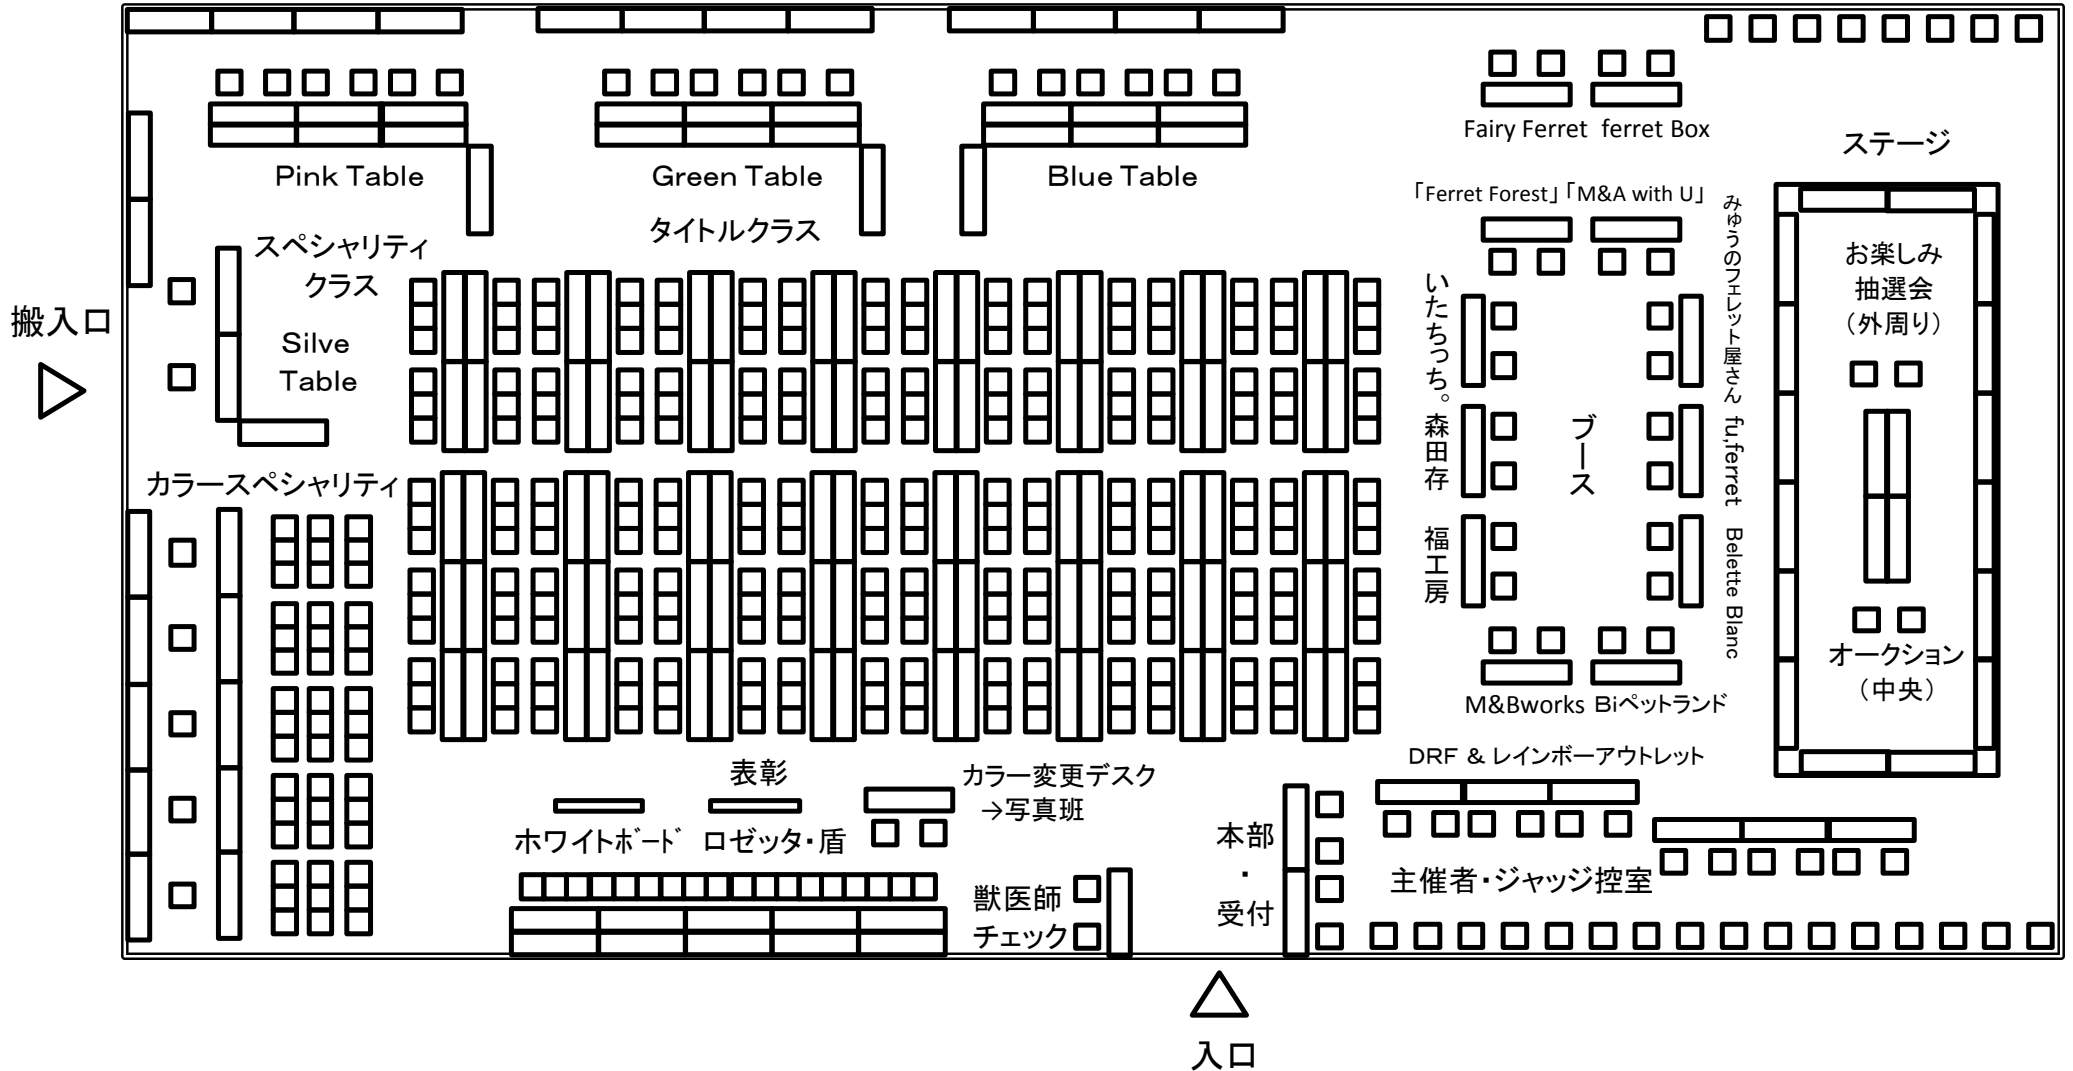 Fairy Ferret ferret Box
ステージ
Pink Table
Green Table
Blue Table
「Ferret Forest」「M&A with U」
スペシャリティ
クラス
タイトルクラス
みゅうのフェレット屋さん
お楽しみ
抽選会
（外周り）
搬入口
Silve
Table
いたちっち。
森田存
福工房
ブース
fu,ferret
Belette Blanc
カラースペシャリティ
オークション
（中央）
M&Bworks Biペットランド
DRF & レインボーアウトレット
表彰
カラー変更デスク
→写真班
ホワイトボード
ロゼッタ・盾
本部
・
受付
主催者・ジャッジ控室
獣医師
チェック
入口